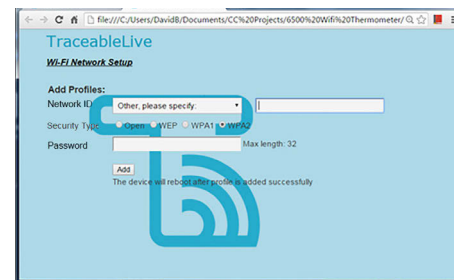 file:///C:/Users/DavidB/Documents/CC%20Projects/6500%20Wifi%20Thermometer/
TraceableLive
Wi-Fi Network Setup
Add Profiles:
Network ID Other, please specify:
Security Type Open WEP WPA1 WPA2
Password Max length: 32
Add
The device will reboot after profile is added successfully